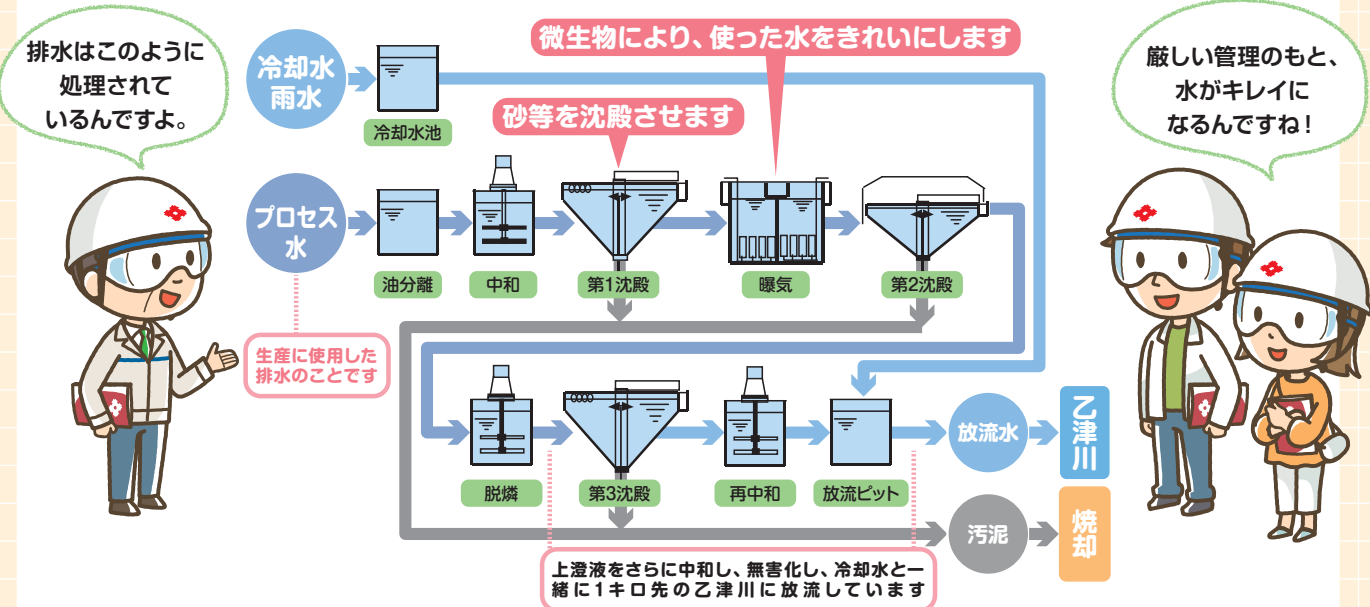 排水はこのように
処理されて
いるんですよ。
冷却水
雨水
冷却水池
微生物により、使った水をきれいにします
砂等を沈殿させます
厳しい管理のもと、
水がキレイに
なるんですね!
プロセス
水
油分離
中和
第1沈殿
曝気
第2沈殿
生産に使用した
排水のことです
脱燐
第3沈殿
再中和
放流ピット
放流水
乙津川
汚泥
焼却
上澄液をさらに中和し、無害化し、冷却水と一
緒に1キロ先の乙津川に放流しています